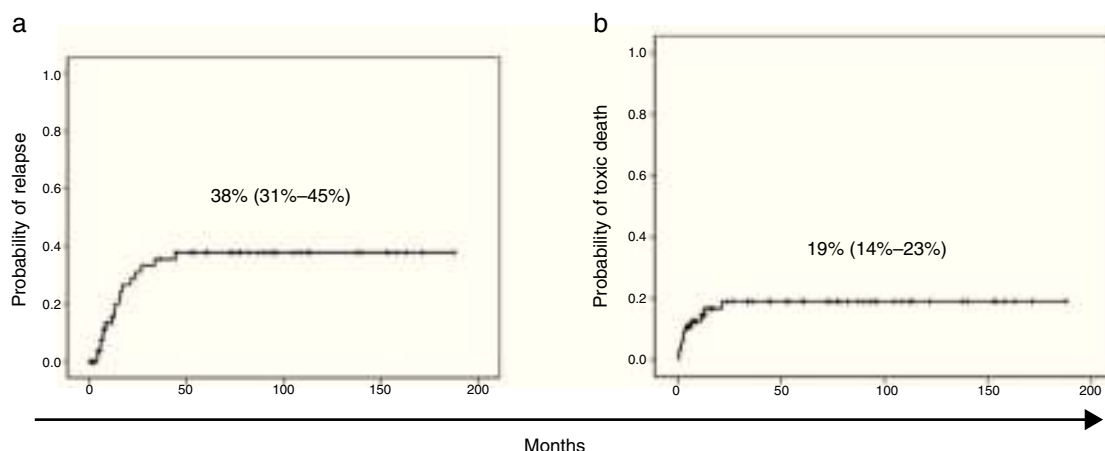 a
Probability of relapse
1.0
0.8
0.6
0.4
0.2
0.0
38% (31%–45%)
0 50 100 150 200
b
Probability of toxic death
1.0
0.8
0.6
0.4
0.2
0.0
19% (14%–23%)
0 50 100 150 200
Months